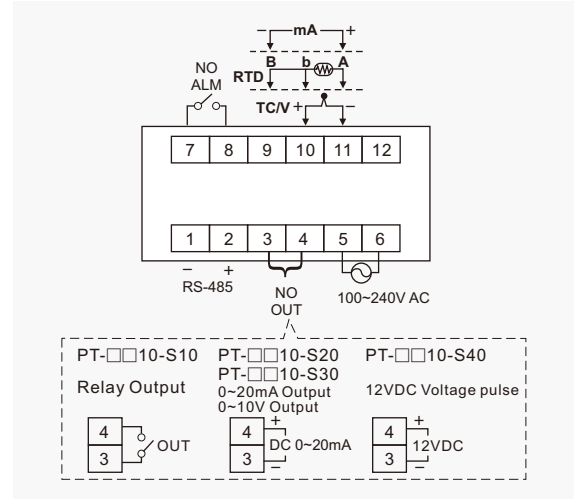 − mA +
B b A
RTD
NO
ALM
TC/V + −
7 8 9 10 11 12
1 2 3 4 5 6
− +
RS-485
NO
OUT
100~240V AC
PT-□□10-S10
Relay Output
4
3
OUT
PT-□□10-S20
PT-□□10-S30
0~20mA Output
0~10V Output
4
3
+
DC 0~20mA
−
PT-□□10-S40
12VDC Voltage pulse
4
3
+
12VDC
−